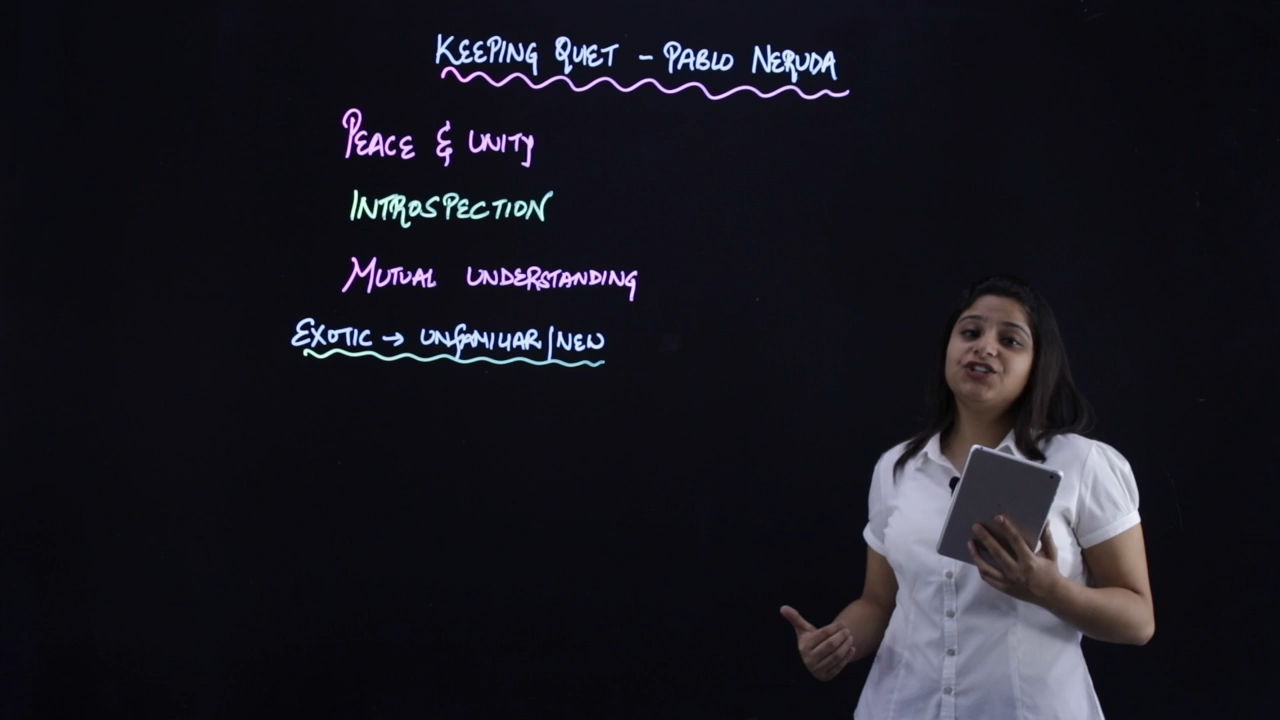 KEEPING QUIET - PABLO NERUDA
PEACE & UNITY
INTROSPECTION
MUTUAL UNDERSTANDING
EXOTIC → UNFAMILIAR/NEW